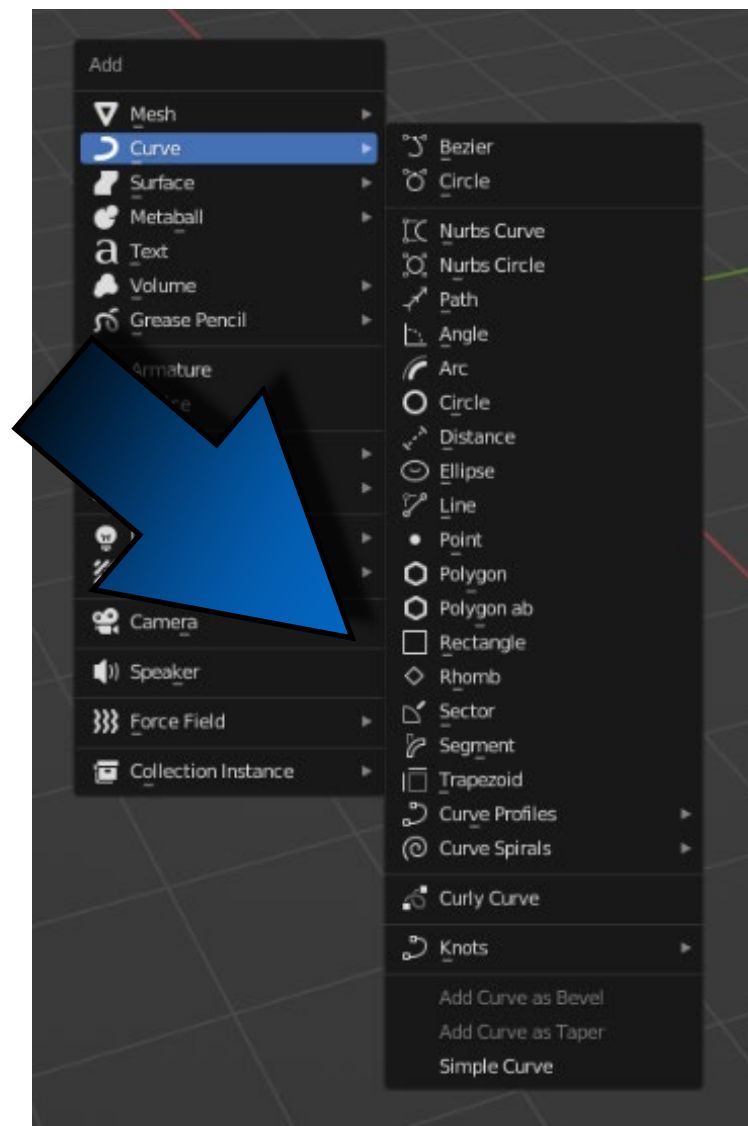 Add
Mesh
Curve
Surface
Metaball
Text
Volume
Grease Pencil
Armature
Camera
Speaker
Force Field
Collection Instance
Bezier
Circle
Nurbs Curve
Nurbs Circle
Path
Angle
Arc
Circle
Distance
Ellipse
Line
Point
Polygon
Polygon ab
Rectangle
Rhomb
Sector
Segment
Trapezoid
Curve Profiles
Curve Spirals
Curly Curve
Knots
Add Curve as Bevel
Add Curve as Taper
Simple Curve